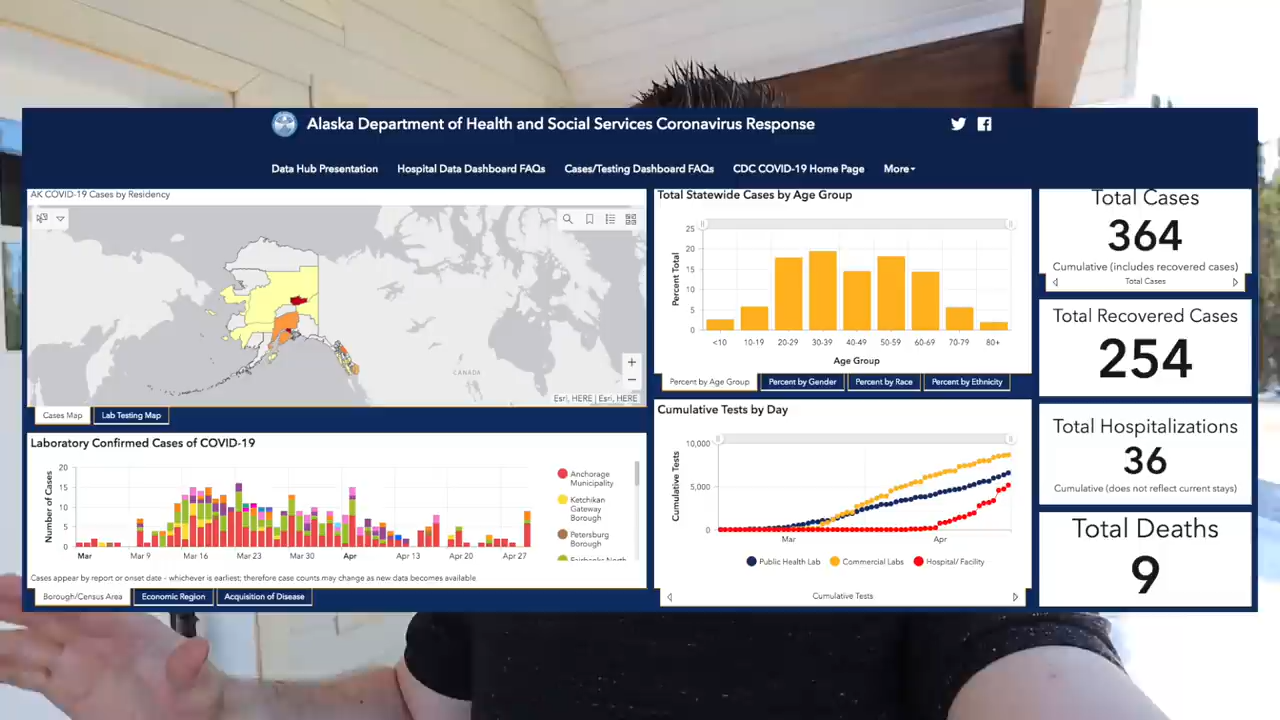 Alaska Department of Health and Social Services Coronavirus Response
Data Hub Presentation Hospital Data Dashboard FAQs Cases/Testing Dashboard FAQs CDC COVID-19 Home Page More
AK COVID-19 Cases by Residency
CANADA
Esri, HERE | Esri, HERE
Cases Map Lab Testing Map
Laboratory Confirmed Cases of COVID-19
Number of Cases
20
15
10
5
0
Mar Mar 9 Mar 16 Mar 23 Mar 30 Apr Apr 13 Apr 20 Apr 27
Anchorage
Municipality
Ketchikan
Gateway
Borough
Petersburg
Borough
Fairbanks North
Cases appear by report or onset date - whichever is earliest; therefore case counts may change as new data becomes available
Borough/Census Area Economic Region Acquisition of Disease
Total Statewide Cases by Age Group
Percent Total
25
20
15
10
5
0
<10 10-19 20-29 30-39 40-49 50-59 60-69 70-79 80+
Age Group
Percent by Age Group Percent by Gender Percent by Race Percent by Ethnicity
Cumulative Tests by Day
Cumulative Tests
10,000
5,000
0
Mar Apr
Public Health Lab Commercial Labs Hospital/ Facility
Cumulative Tests
Total Cases
364
Cumulative (includes recovered cases)
Total Cases
Total Recovered Cases
254
Total Hospitalizations
36
Cumulative (does not reflect current stays)
Total Deaths
9